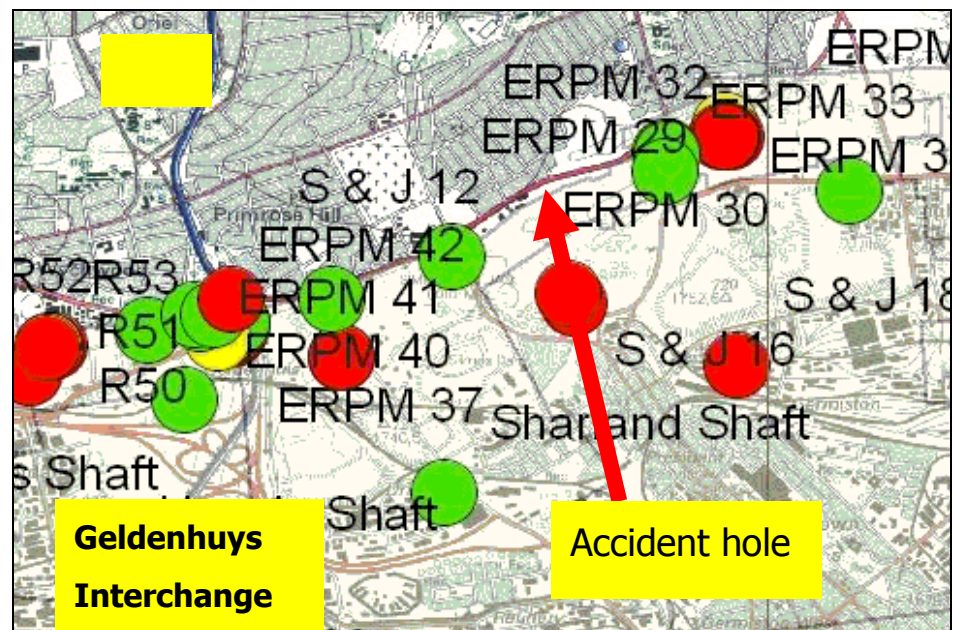 Orie
ERPM
ERPM 32
ERPM 33
ERPM 29
ERPM 3
S & J 12
Primrose Hill
ERPM 30
ERPM 42
R52
R53
ERPM 41
S & J 18
R51
ERPM 40
S & J 16
R50
ERPM 37
Sharland Shaft
s Shaft
Shaft
Geldenhuys
Interchange
Accident hole